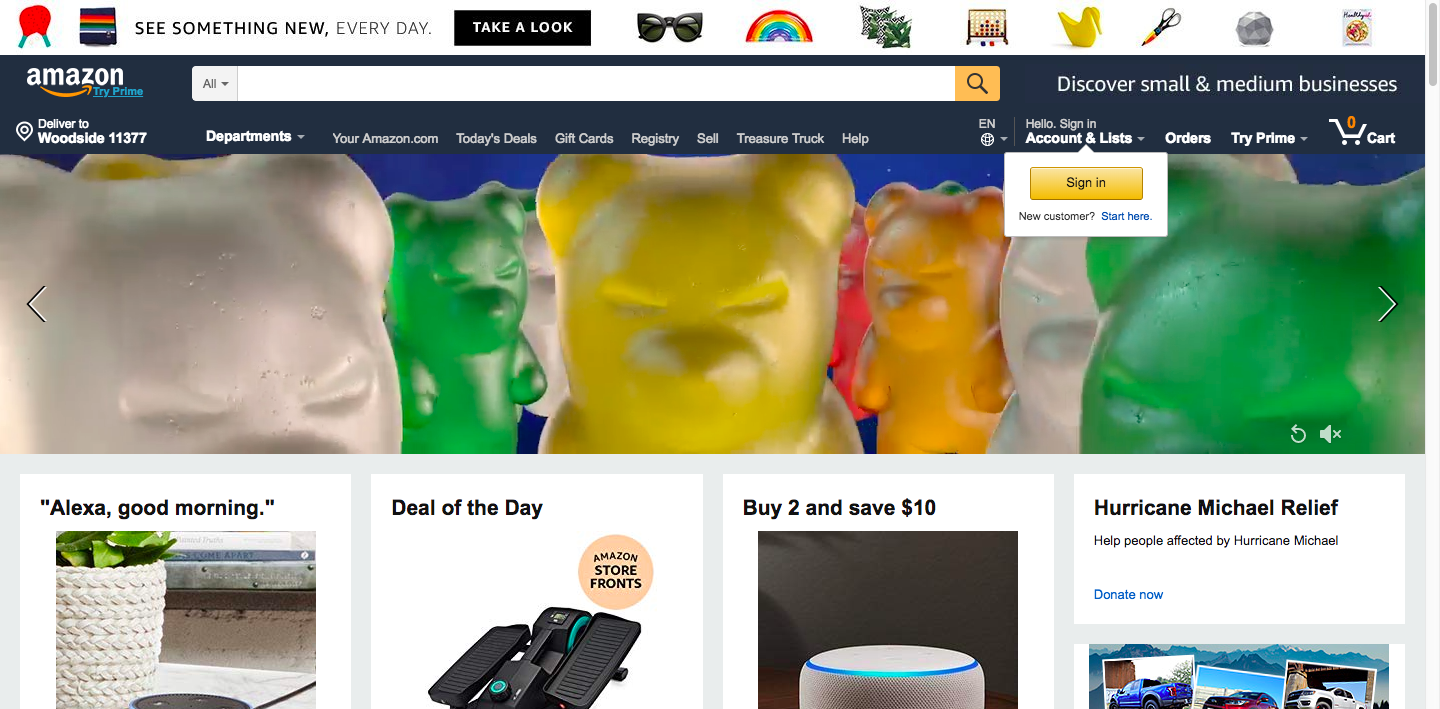 SEE SOMETHING NEW, EVERY DAY.
TAKE A LOOK
Healthyish
amazon
Try Prime
All
Discover small & medium businesses
Deliver to
Woodside 11377
Departments
Your Amazon.com
Today's Deals
Gift Cards
Registry
Sell
Treasure Truck
Help
EN
Hello. Sign in
Account & Lists
Orders
Try Prime
0
Cart
Sign in
New customer? Start here.
"Alexa, good morning."
COME APART
Deal of the Day
AMAZON
STORE
FRONTS
Buy 2 and save $10
Hurricane Michael Relief
Help people affected by Hurricane Michael
Donate now